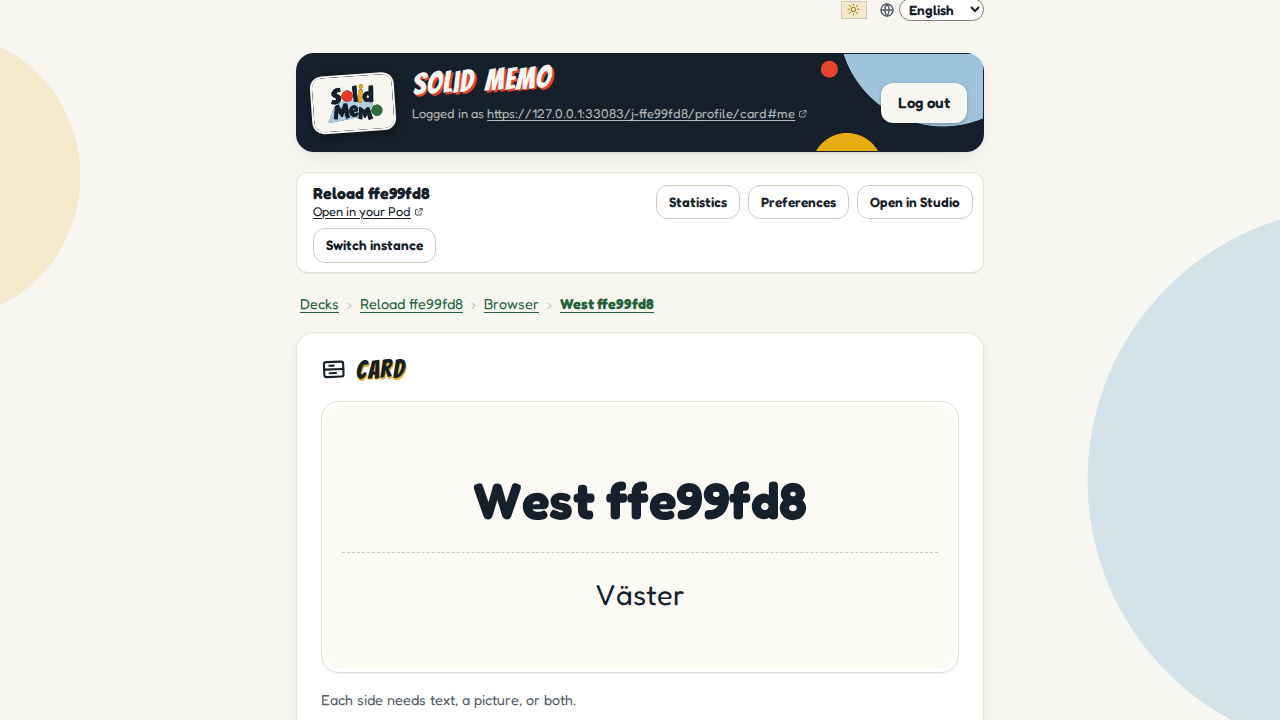 English
Solid Memo
SOLID MEMO
Logged in as https://127.0.0.1:33083/j-ffe99fd8/profile/card#me
Log out
Reload ffe99fd8
Open in your Pod
Statistics
Preferences
Open in Studio
Switch instance
Decks › Reload ffe99fd8 › Browser › West ffe99fd8
CARD
West ffe99fd8
Väster
Each side needs text, a picture, or both.